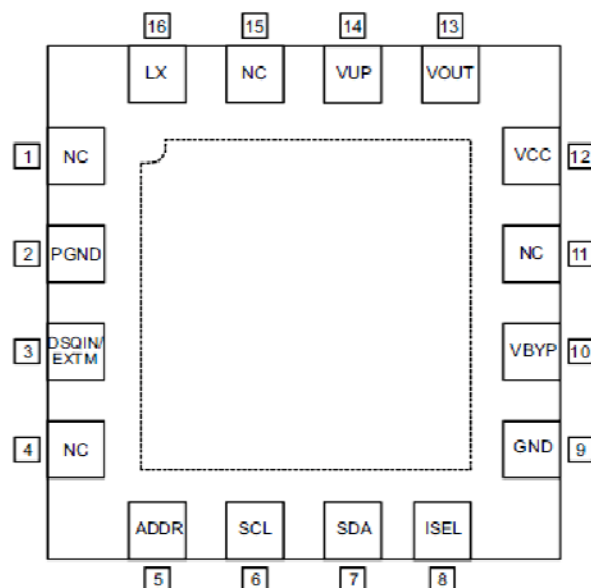 16 15 14 13
LX NC VUP VOUT
1 NC VCC 12
2 PGND NC 11
3 DSQIN/
EXTM VBYP 10
4 NC GND 9
ADDR SCL SDA ISEL
5 6 7 8